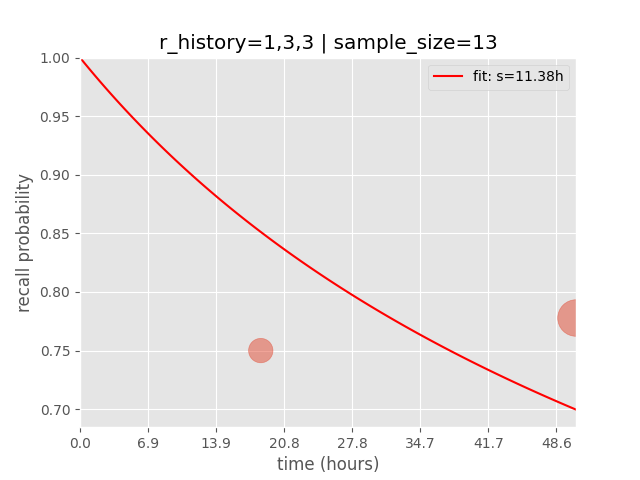 r_history=1,3,3 | sample_size=13
fit: s=11.38h
recall probability
1.00
0.95
0.90
0.85
0.80
0.75
0.70
0.0 6.9 13.9 20.8 27.8 34.7 41.7 48.6
time (hours)